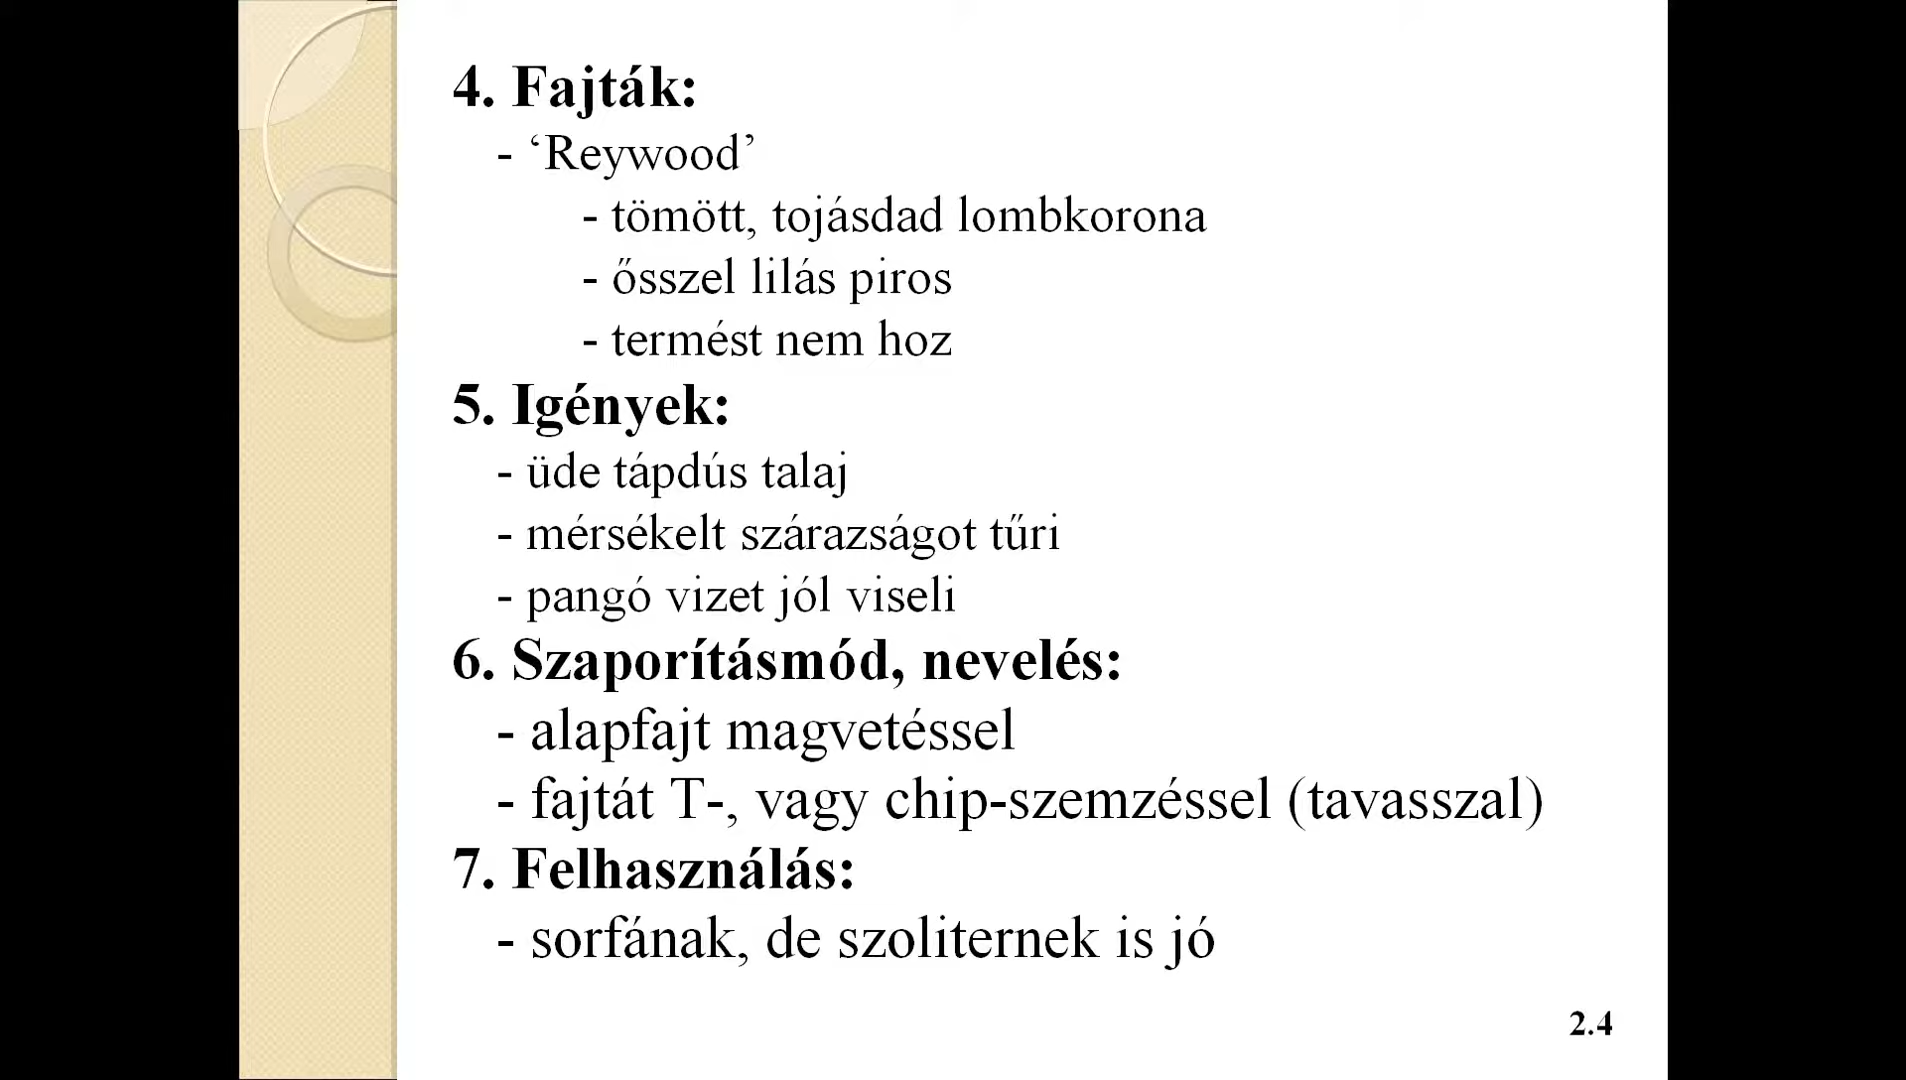 4. Fajták:
- ‘Reywood’
- tömött, tojásdad lombkorona
- ősszel lilás piros
- termést nem hoz
5. Igények:
- üde tápdús talaj
- mérsékelt szárazságot tűri
- pangó vizet jól viseli
6. Szaporításmód, nevelés:
- alapfajt magvetéssel
- fajtát T-, vagy chip-szemzéssel (tavasszal)
7. Felhasználás:
- sorfának, de szoliternek is jó
2.4